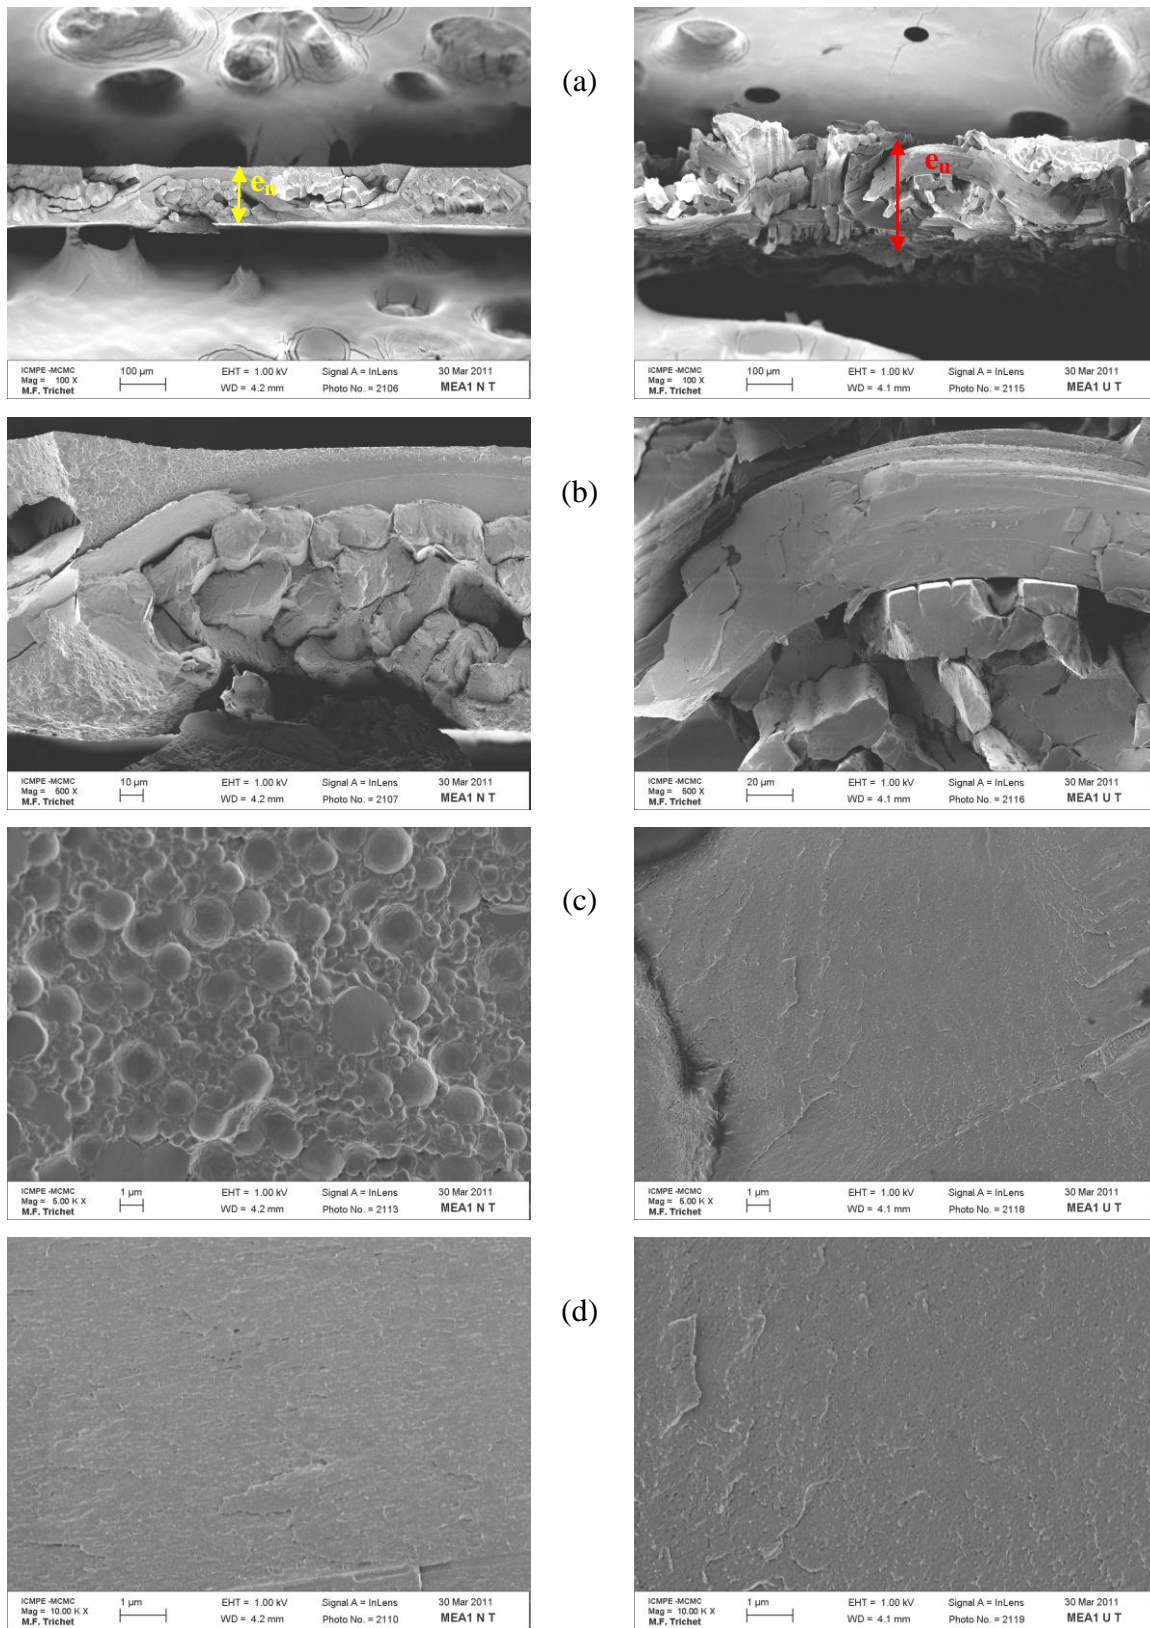 (a)
eₙ
ICMPE -MCMC
Mag = 100 X
M.F. Trichet
100 µm
EHT = 1.00 kV
WD = 4.2 mm
Signal A = InLens
Photo No. = 2106
30 Mar 2011
MEA1 N T
eᵤ
ICMPE -MCMC
Mag = 100 X
M.F. Trichet
100 µm
EHT = 1.00 kV
WD = 4.1 mm
Signal A = InLens
Photo No. = 2115
30 Mar 2011
MEA1 U T
(b)
ICMPE -MCMC
Mag = 500 X
M.F. Trichet
10 µm
EHT = 1.00 kV
WD = 4.2 mm
Signal A = InLens
Photo No. = 2107
30 Mar 2011
MEA1 N T
ICMPE -MCMC
Mag = 500 X
M.F. Trichet
20 µm
EHT = 1.00 kV
WD = 4.1 mm
Signal A = InLens
Photo No. = 2116
30 Mar 2011
MEA1 U T
(c)
ICMPE -MCMC
Mag = 5.00 K X
M.F. Trichet
1 µm
EHT = 1.00 kV
WD = 4.2 mm
Signal A = InLens
Photo No. = 2113
30 Mar 2011
MEA1 N T
ICMPE -MCMC
Mag = 5.00 K X
M.F. Trichet
1 µm
EHT = 1.00 kV
WD = 4.1 mm
Signal A = InLens
Photo No. = 2118
30 Mar 2011
MEA1 U T
(d)
ICMPE -MCMC
Mag = 10.00 K X
M.F. Trichet
1 µm
EHT = 1.00 kV
WD = 4.2 mm
Signal A = InLens
Photo No. = 2110
30 Mar 2011
MEA1 N T
ICMPE -MCMC
Mag = 10.00 K X
M.F. Trichet
1 µm
EHT = 1.00 kV
WD = 4.1 mm
Signal A = InLens
Photo No. = 2119
30 Mar 2011
MEA1 U T